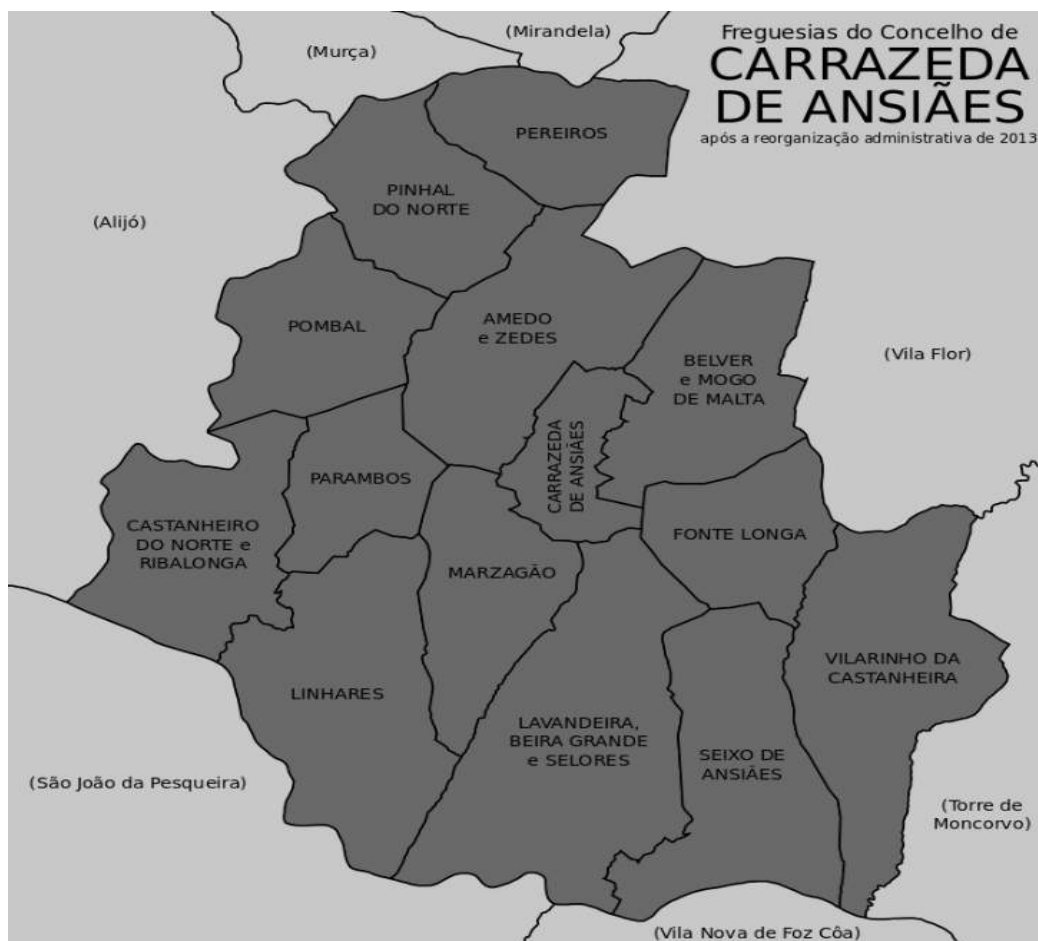 Freguesias do Concelho de
CARRAZEDA
DE ANSIÃES
após a reorganização administrativa de 2013
(Mirandela)
(Murça)
PEREIROS
PINHAL
DO NORTE
(Alijó)
POMBAL
AMEDO
e ZEDES
BELVER
e MOGO
DE MALTA
(Vila Flor)
CARRAZEDA
DE ANSIÃES
PARAMBOS
CASTANHEIRO
DO NORTE e
RIBALONGA
FONTE LONGA
MARZAGÃO
VILARINHO DA
CASTANHEIRA
LINHARES
LAVANDEIRA,
BEIRA GRANDE
e SELORES
SEIXO DE
ANSIÃES
(São João da Pesqueira)
(Torre de
Moncorvo)
(Vila Nova de Foz Côa)